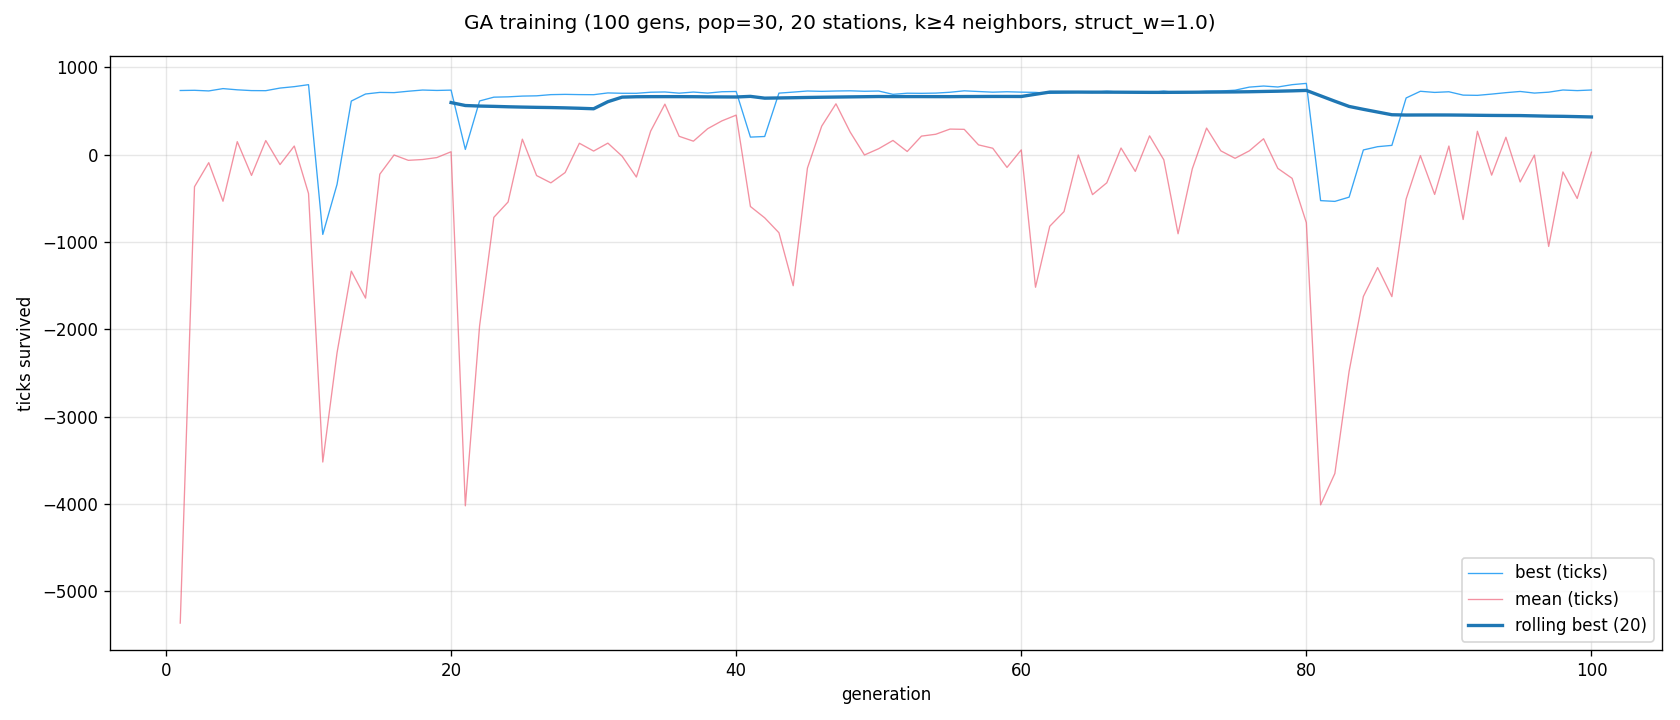 GA training (100 gens, pop=30, 20 stations, k≥4 neighbors, struct_w=1.0)
ticks survived
1000
0
−1000
−2000
−3000
−4000
−5000
best (ticks)
mean (ticks)
rolling best (20)
0
20
40
60
80
100
generation